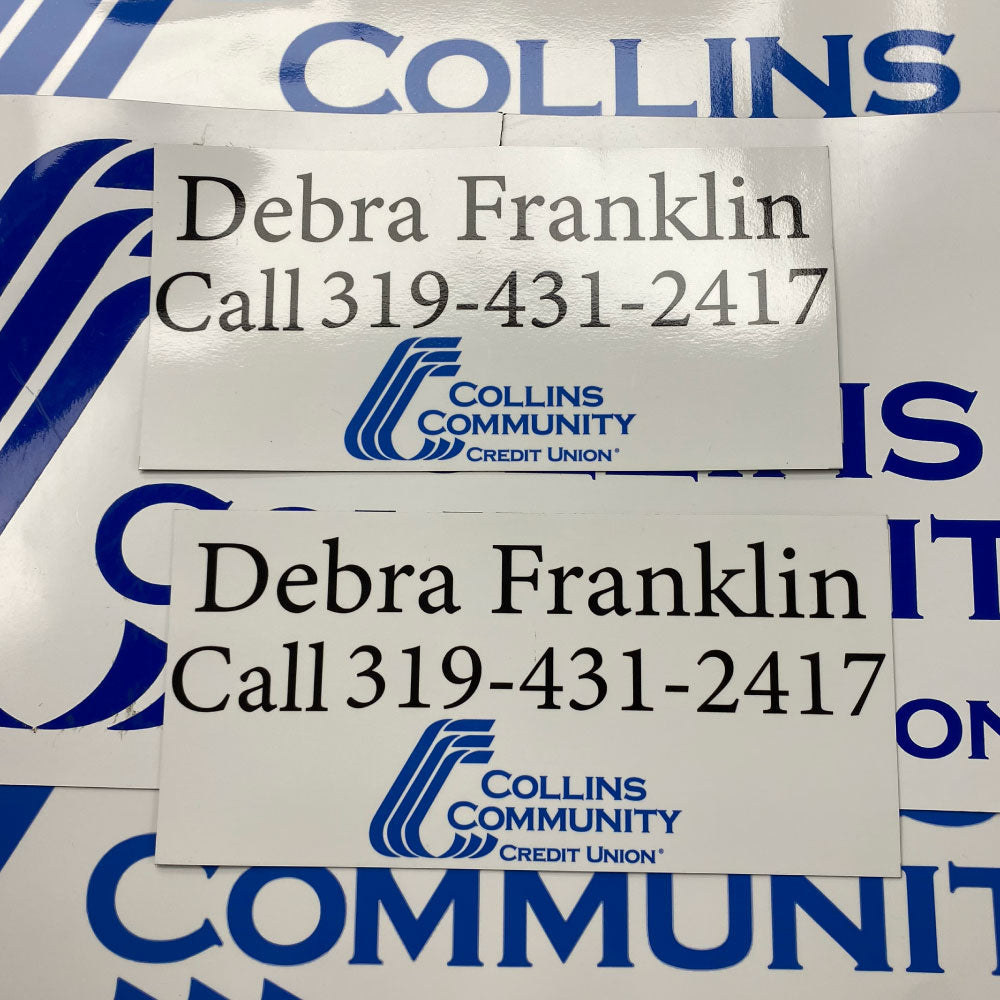 COLLINS
Debra Franklin
Call 319-431-2417
COLLINS
COMMUNITY
CREDIT UNION®
Debra Franklin
Call 319-431-2417
COLLINS
COMMUNITY
CREDIT UNION®